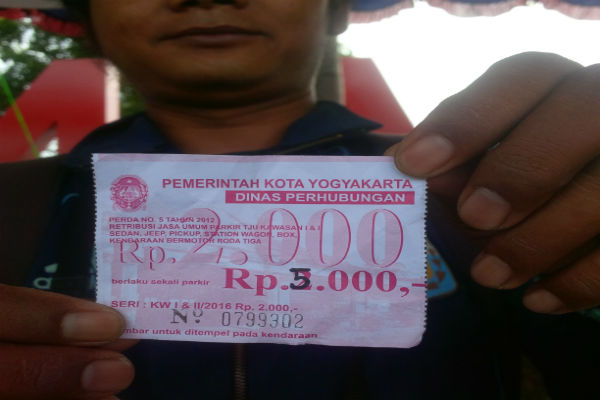 PEMERINTAH KOTA YOGYAKARTA
DINAS PERHUBUNGAN
PERDA NO. 5 TAHUN 2012
RETRIBUSI JASA UMUM PARKIR TJU KAWASAN I & II
SEDAN, JEEP, PICKUP, STATION WAGON, BOX,
KENDARAAN BERMOTOR RODA TIGA
Rp. 2.000
berlaku sekali parkir Rp.5.000,-
SERI : KW I & II/2016 Rp. 2.000,-
Nº 0799302
untuk ditempel pada kendaraan